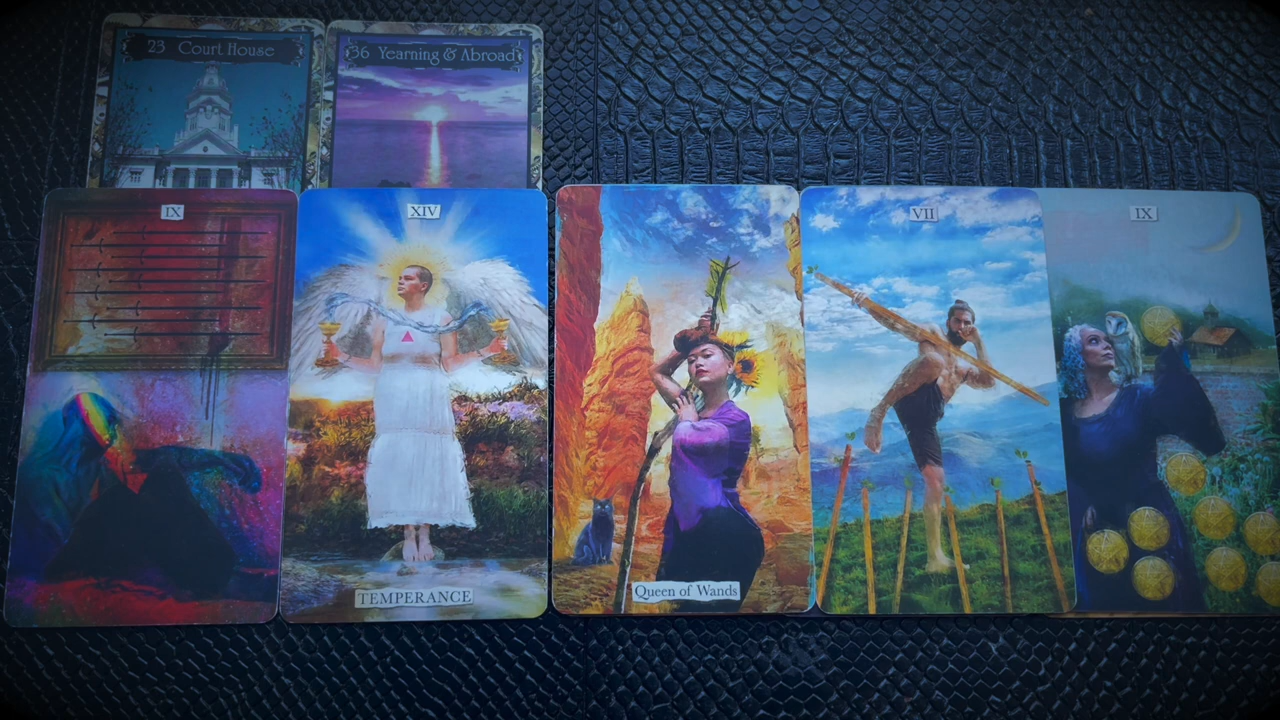 23 Court House
36 Yearning & Abroad
IX
XIV
VII
IX
TEMPERANCE
Queen of Wands